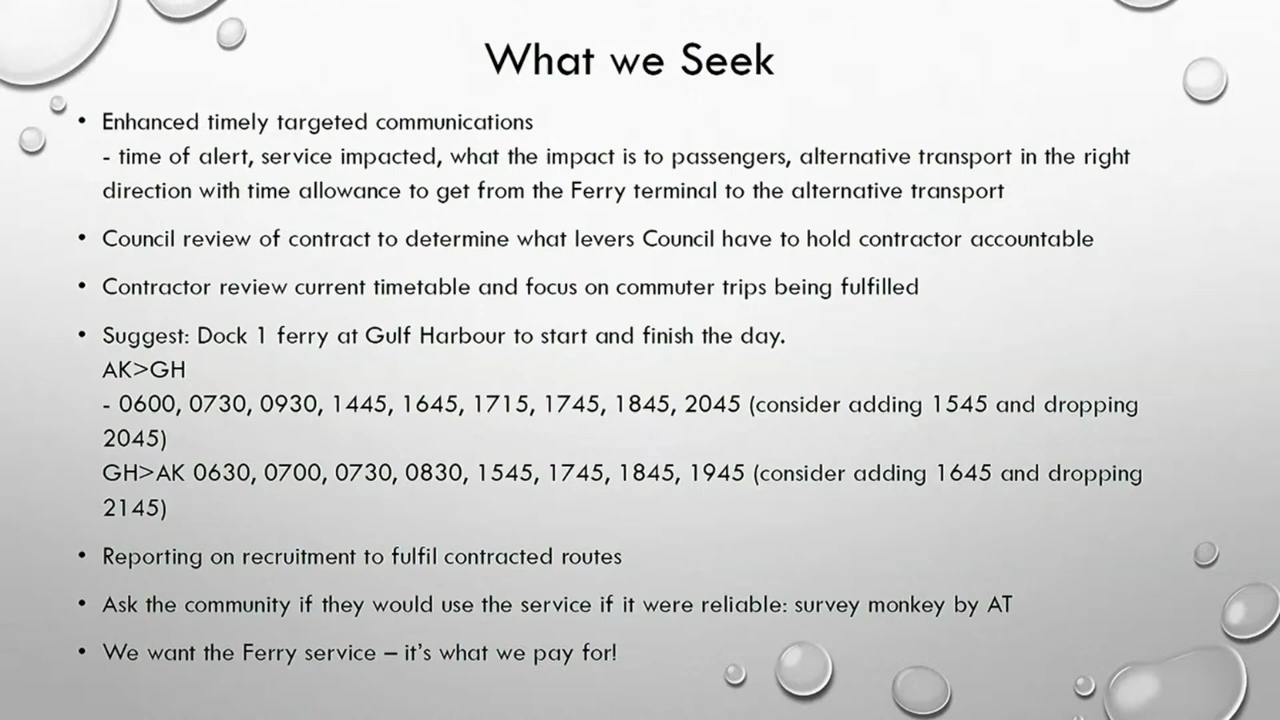 What we Seek
• Enhanced timely targeted communications
- time of alert, service impacted, what the impact is to passengers, alternative transport in the right
direction with time allowance to get from the Ferry terminal to the alternative transport
• Council review of contract to determine what levers Council have to hold contractor accountable
• Contractor review current timetable and focus on commuter trips being fulfilled
• Suggest: Dock 1 ferry at Gulf Harbour to start and finish the day.
AK>GH
- 0600, 0730, 0930, 1445, 1645, 1715, 1745, 1845, 2045 (consider adding 1545 and dropping
2045)
GH>AK 0630, 0700, 0730, 0830, 1545, 1745, 1845, 1945 (consider adding 1645 and dropping
2145)
• Reporting on recruitment to fulfil contracted routes
• Ask the community if they would use the service if it were reliable: survey monkey by AT
• We want the Ferry service – it's what we pay for!